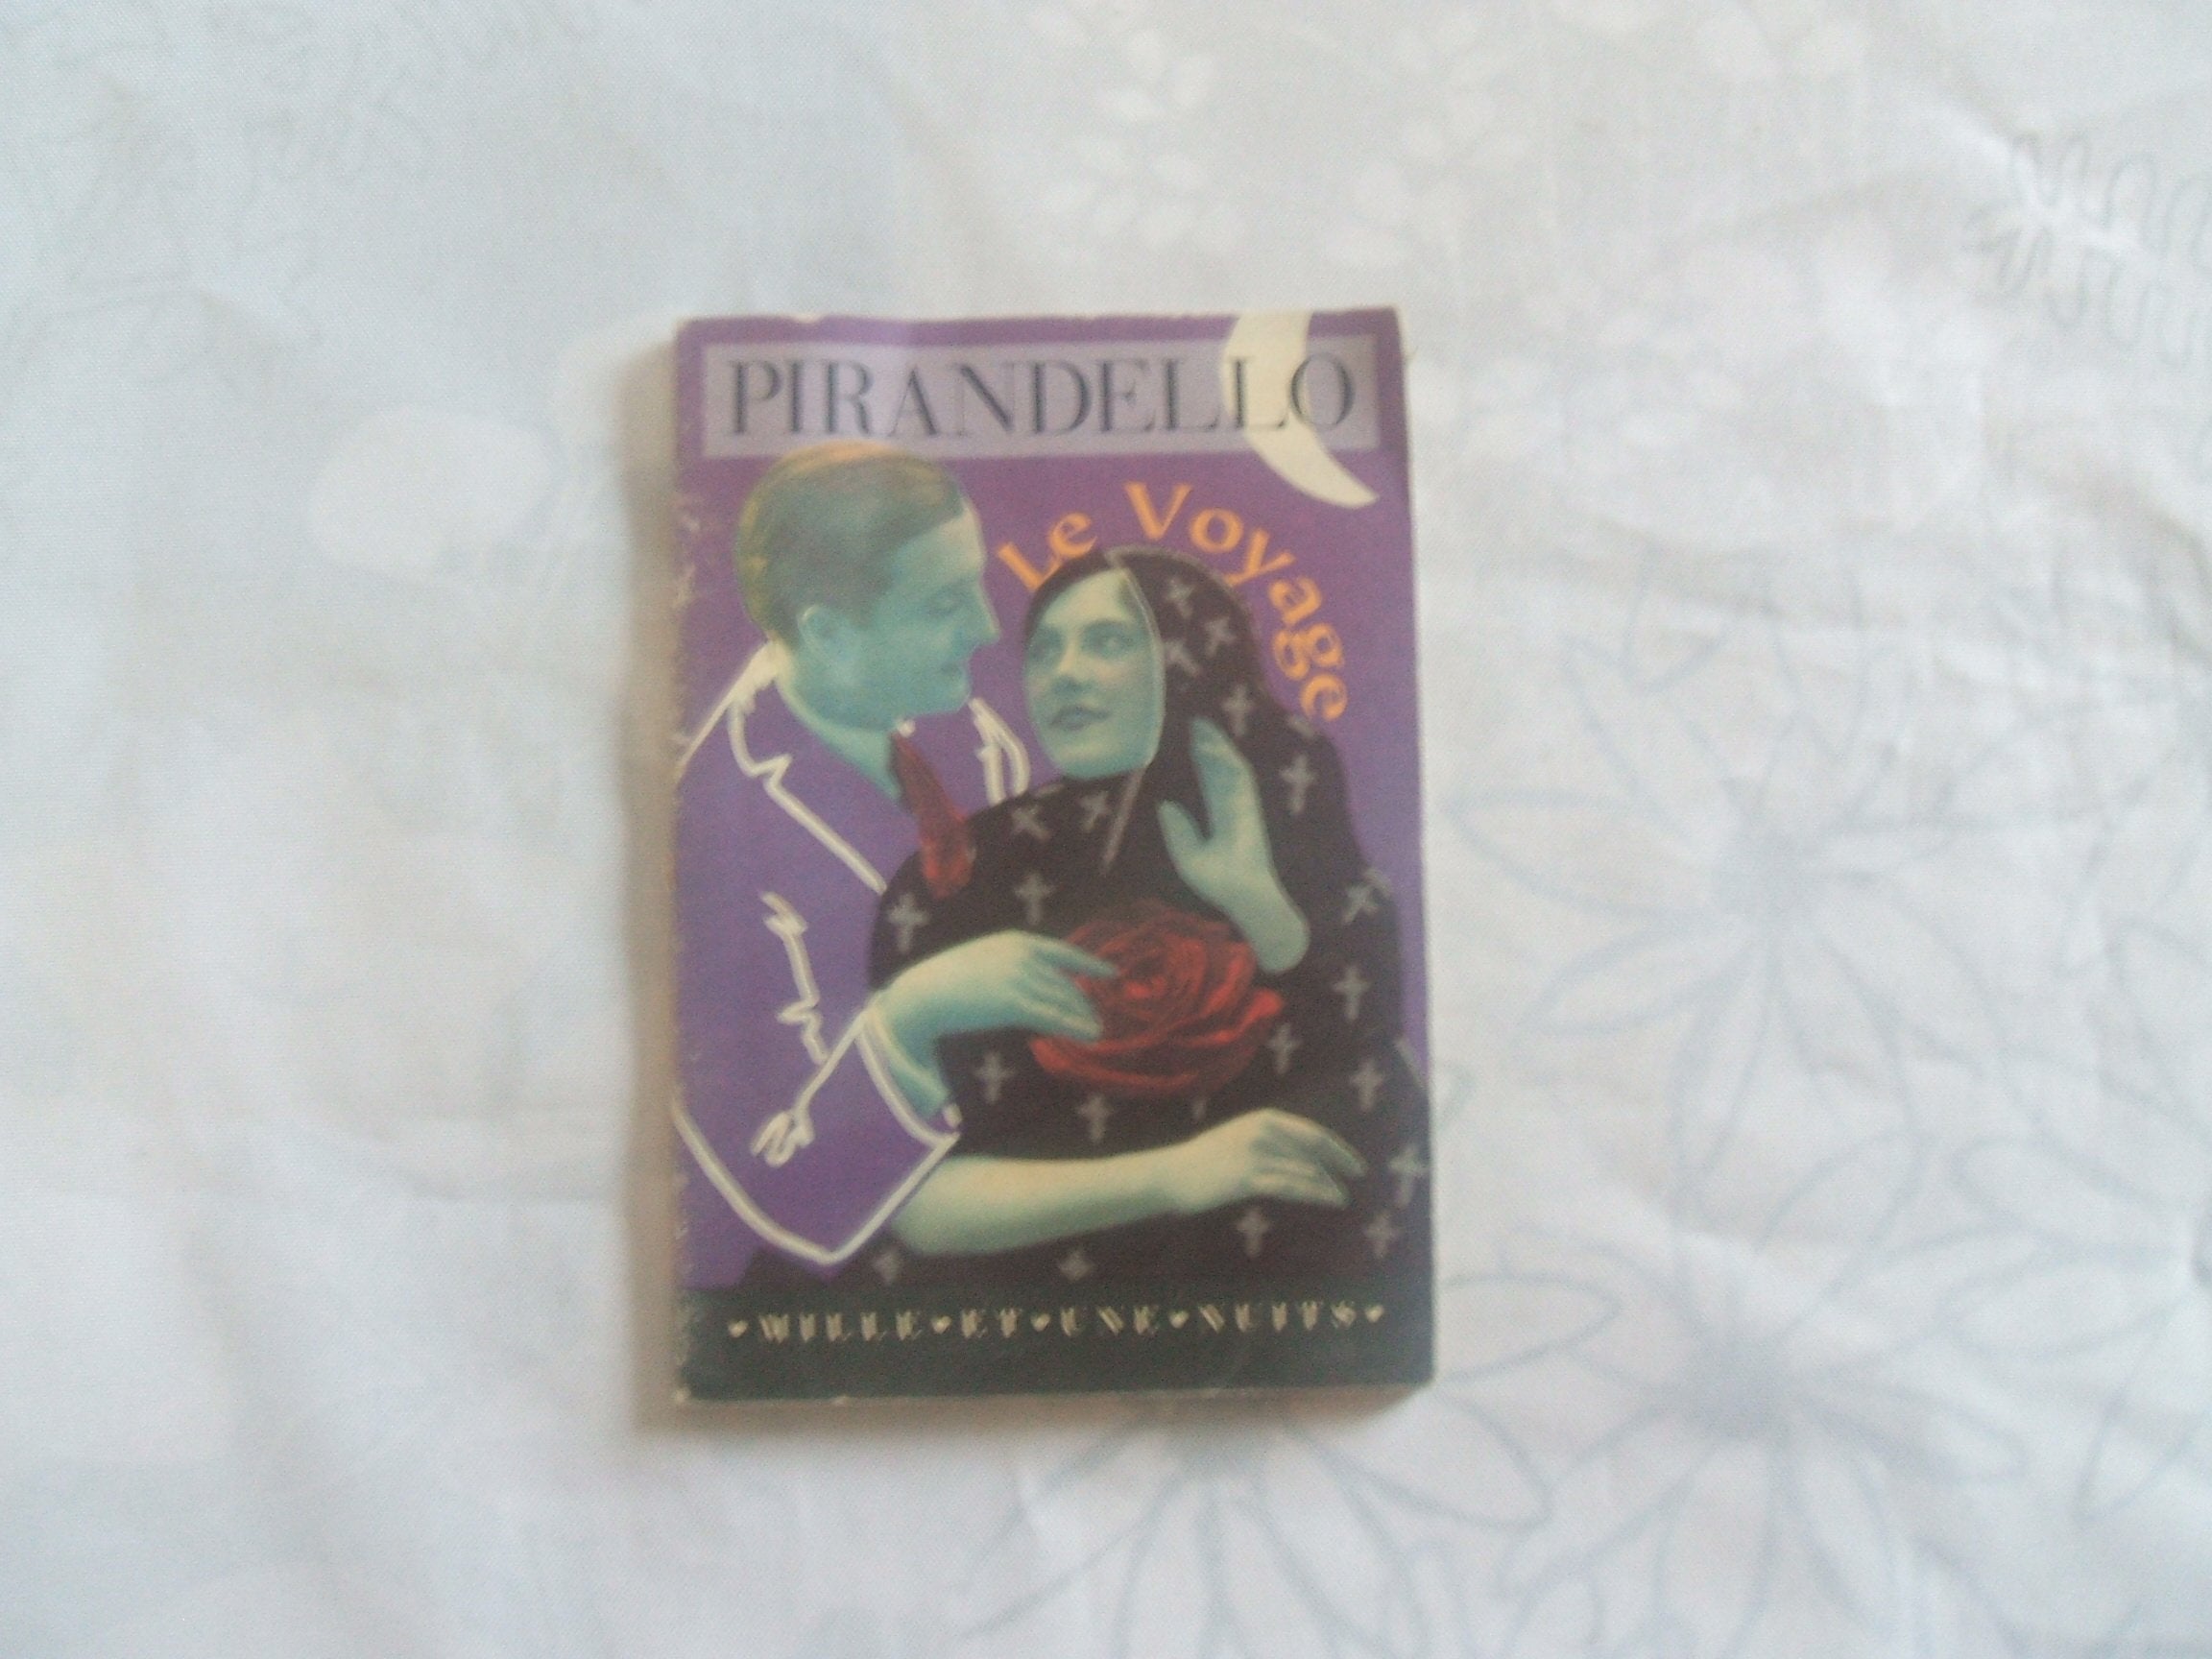 PIRANDELLO
Le Voyage
MILLE ♥ ET ♥ UNE ♥ NUITS